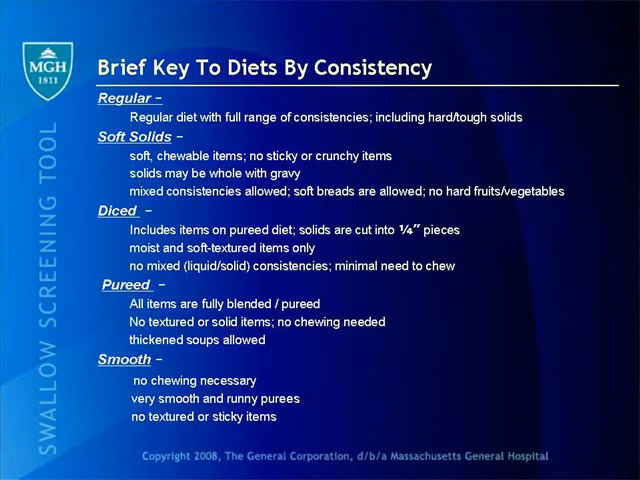 MGH
1811
SWALLOW SCREENING TOOL
Brief Key To Diets By Consistency
Regular –
Regular diet with full range of consistencies; including hard/tough solids
Soft Solids –
soft, chewable items; no sticky or crunchy items
solids may be whole with gravy
mixed consistencies allowed; soft breads are allowed; no hard fruits/vegetables
Diced –
Includes items on pureed diet; solids are cut into ¼” pieces
moist and soft-textured items only
no mixed (liquid/solid) consistencies; minimal need to chew
Pureed –
All items are fully blended / pureed
No textured or solid items; no chewing needed
thickened soups allowed
Smooth –
no chewing necessary
very smooth and runny purees
no textured or sticky items
Copyright 2008, The General Corporation, d/b/a Massachusetts General Hospital